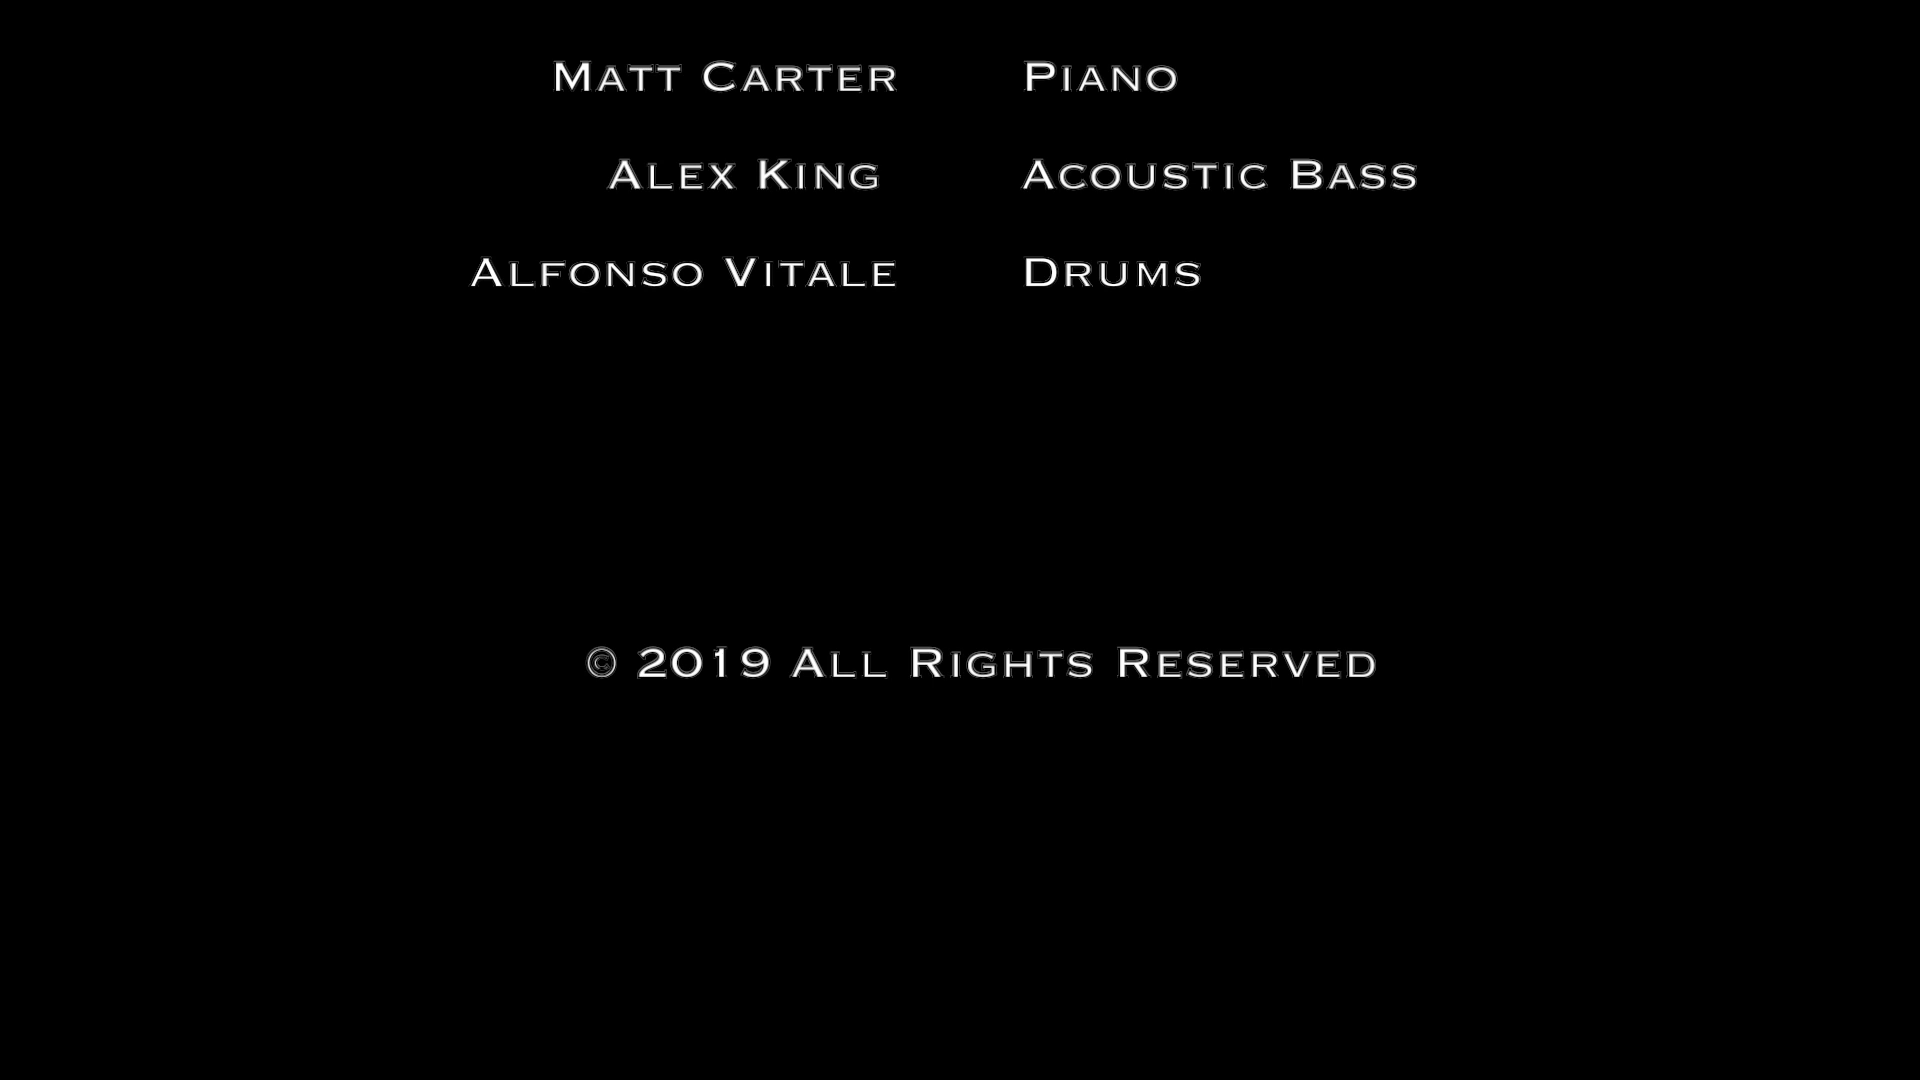 Matt Carter Piano
Alex King Acoustic Bass
Alfonso Vitale Drums
© 2019 All Rights Reserved